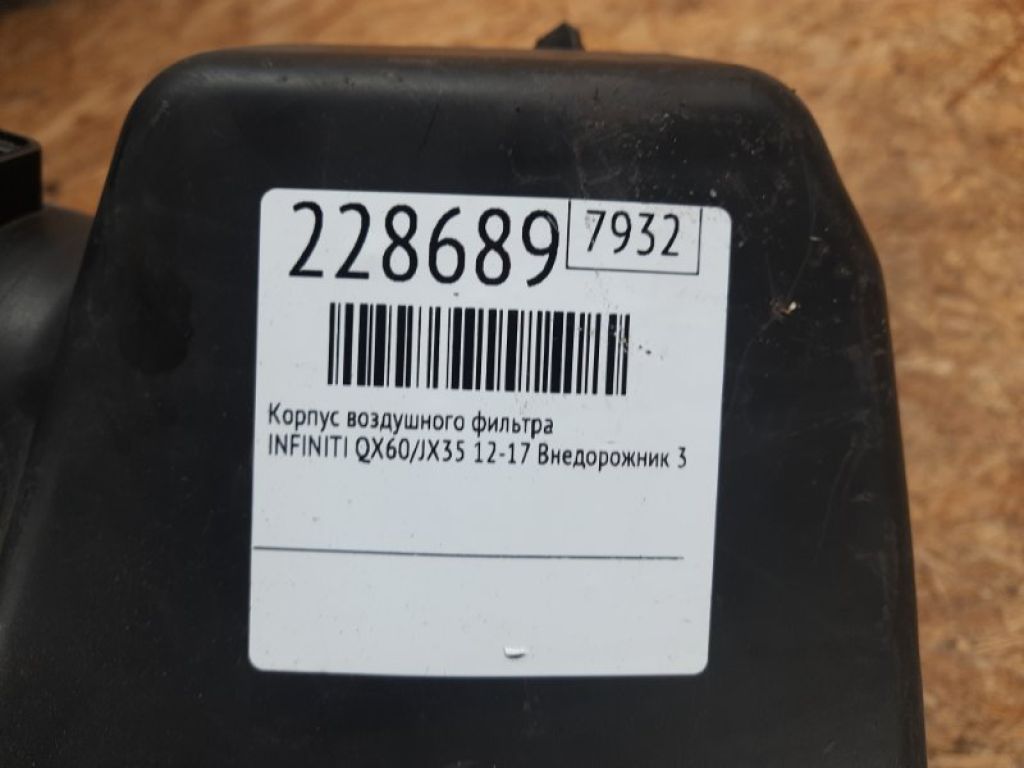 228689 7932
Корпус воздушного фильтра
INFINITI QX60/JX35 12-17 Внедорожник 3